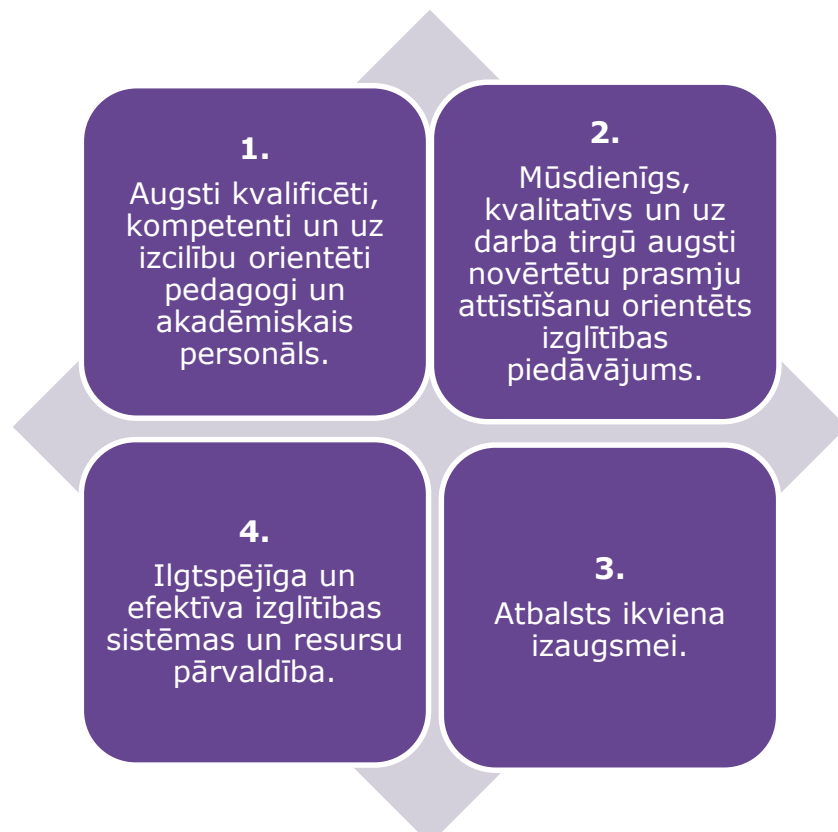 1.
Augsti kvalificēti,
kompetenti un uz
izcilību orientēti
pedagogi un
akadēmiskais
personāls.
2.
Mūsdienīgs,
kvalitatīvs un uz
darba tirgū augsti
novērtētu prasmju
attīstīšanu orientēts
izglītības
piedāvājums.
4.
Ilgtspējīga un
efektīva izglītības
sistēmas un resursu
pārvaldība.
3.
Atbalsts ikviena
izaugsmei.